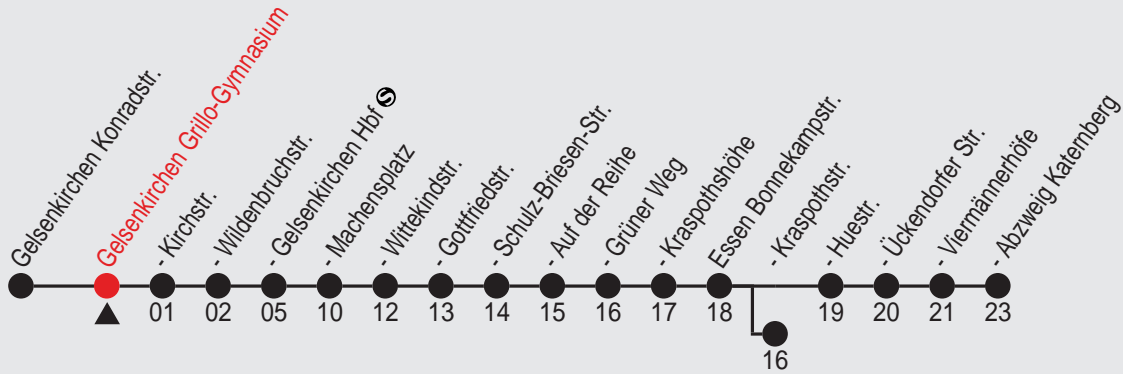 Gelsenkirchen Konradstr.
Gelsenkirchen Grillo-Gymnasium
- Kirchstr.
- Wildenbruchstr.
- Gelsenkirchen Hbf S
- Machensplatz
- Wittekindstr.
- Gottfriedstr.
- Schulz-Briesen-Str.
- Auf der Reihe
- Grüner Weg
- Kraspothshöhe
Essen Bonnekampstr.
- Kraspothstr.
- Huestr.
- Ückendorfer Str.
- Viermännerhöfe
- Abzweig Katernberg
01 02 05 10 12 13 14 15 16 17 18 19 20 21 23
16